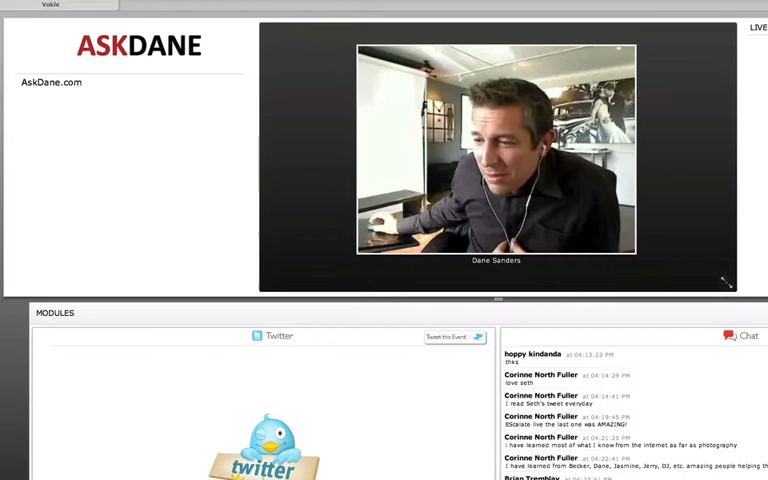 Vokle
ASKDANE
AskDane.com
LIVE
Dane Sanders
MODULES
Twitter
Tweet this Event!
Chat
hoppy kindanda at 04:13:23 PM
thks
Corinne North Fuller at 04:14:29 PM
love seth
Corinne North Fuller at 04:14:41 PM
I read Seth's tweet everyday
Corinne North Fuller at 04:19:45 PM
EScalate live the last one was AMAZING!
Corinne North Fuller at 04:21:25 PM
i have learned most of what I know from the internet as far as photography
Corinne North Fuller at 04:22:41 PM
I have learned from Becker, Dane, Jasmine, Jerry, DJ, etc. amazing people helping th
Brian Tremblay
twitter